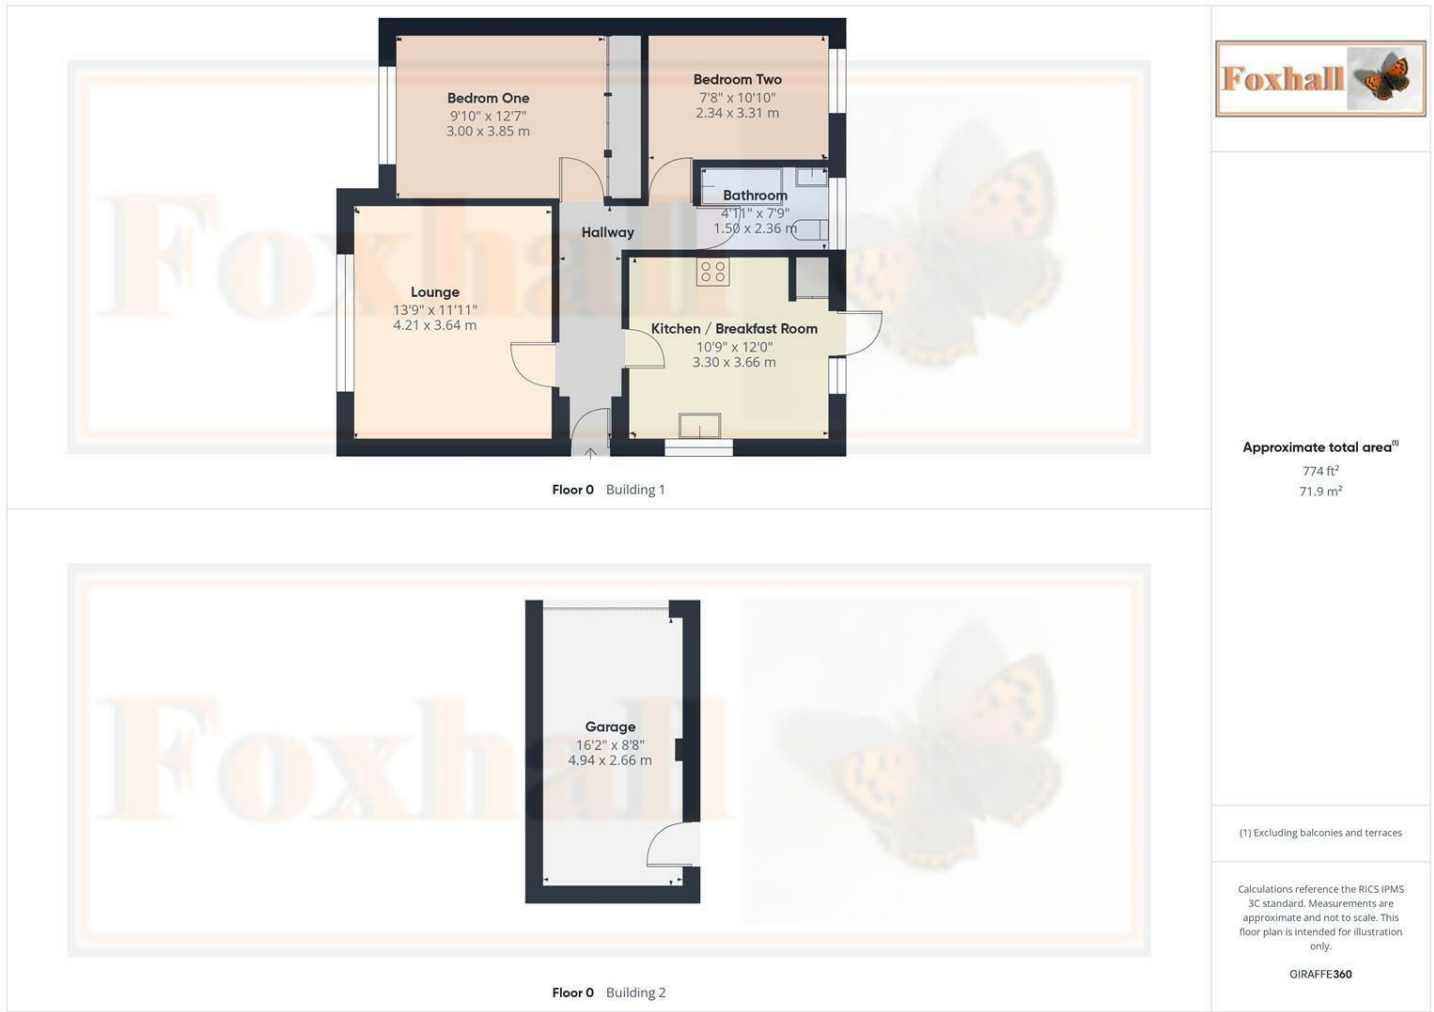 Bedrom One
9'10" x 12'7"
3.00 x 3.85 m
Bedroom Two
7'8" x 10'10"
2.34 x 3.31 m
Bathroom
4'11" x 7'9"
1.50 x 2.36 m
Hallway
Lounge
13'9" x 11'11"
4.21 x 3.64 m
Kitchen / Breakfast Room
10'9" x 12'0"
3.30 x 3.66 m
Foxhall
Floor 0 Building 1
Garage
16'2" x 8'8"
4.94 x 2.66 m
Foxhall
Floor 0 Building 2
Foxhall
Approximate total area(1)
774 ft²
71.9 m²
(1) Excluding balconies and terraces
Calculations reference the RICS IPMS
3C standard. Measurements are
approximate and not to scale. This
floor plan is intended for illustration
only.
GIRAFFE360